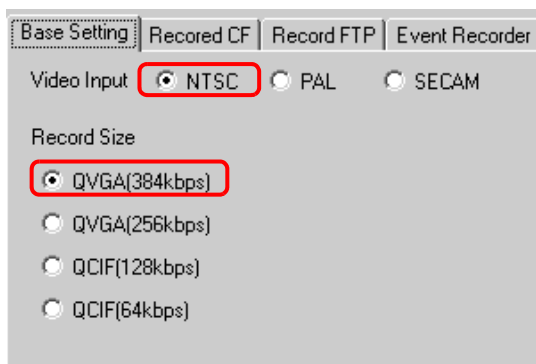 Base Setting Recored CF Record FTP Event Recorder
Video Input NTSC PAL SECAM
Record Size
QVGA(384kbps)
QVGA(256kbps)
QCIF(128kbps)
QCIF(64kbps)